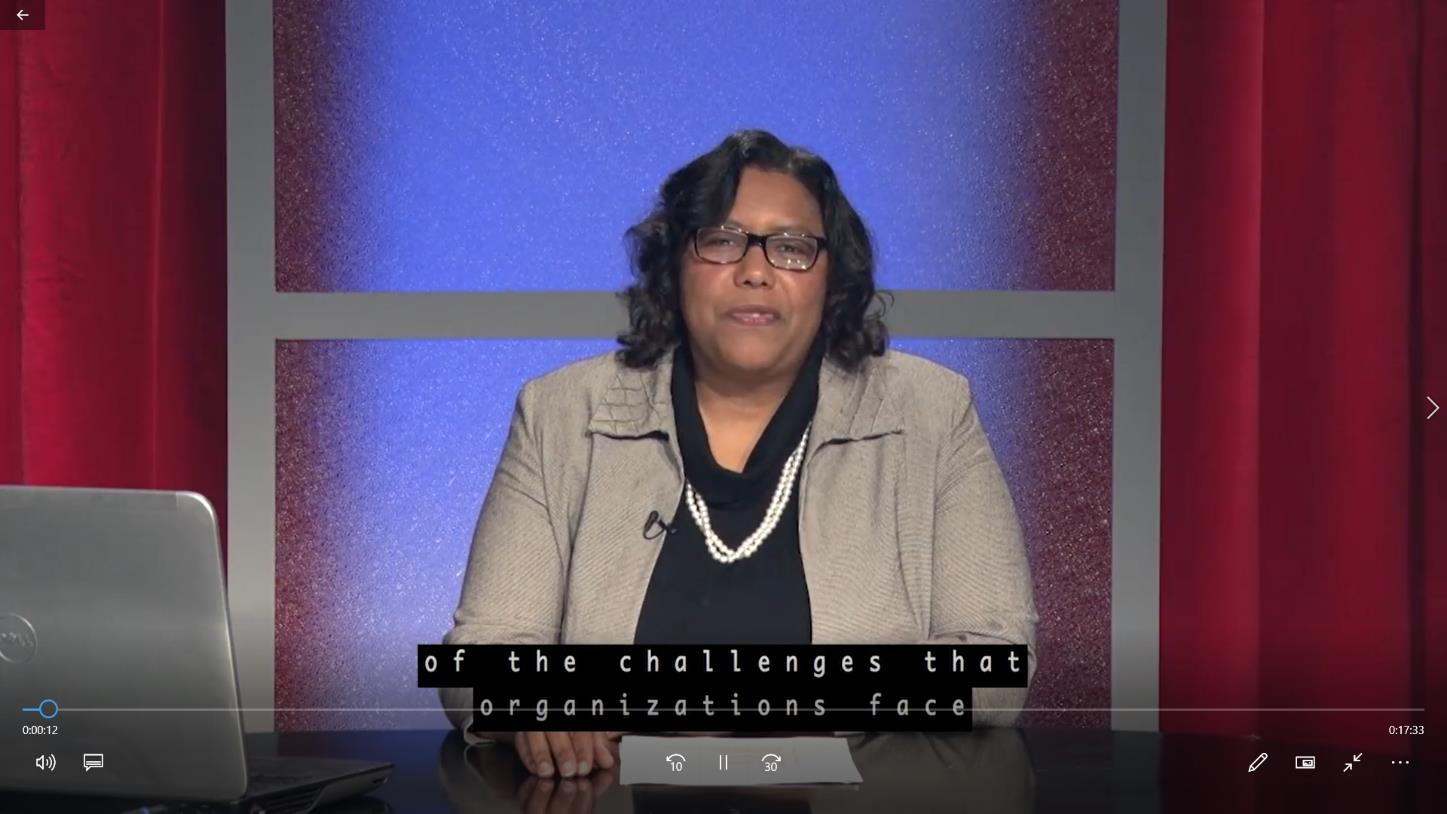 of the challenges that
organizations face
0:00:12
0:17:33
10
30